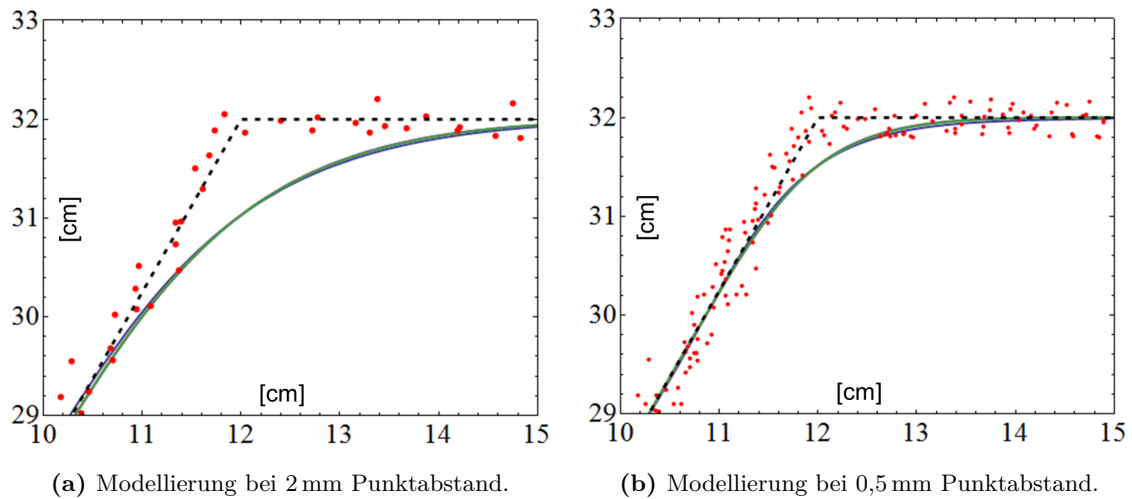 33
32
31
30
29
[cm]
[cm]
10 11 12 13 14 15
33
32
31
30
29
[cm]
[cm]
10 11 12 13 14 15
(a) Modellierung bei 2 mm Punktabstand.
(b) Modellierung bei 0,5 mm Punktabstand.